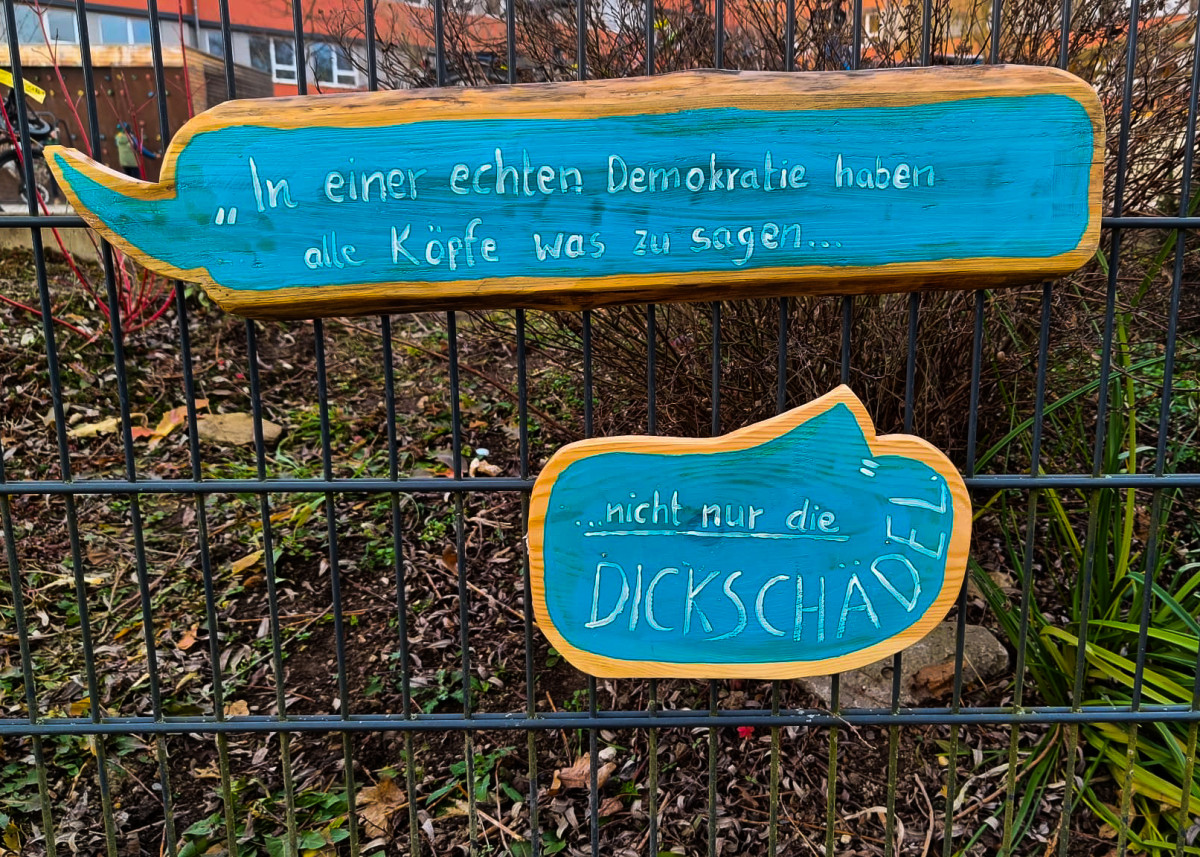 „In einer echten Demokratie haben
alle Köpfe was zu sagen...
...nicht nur die
DICKSCHÄDEL."